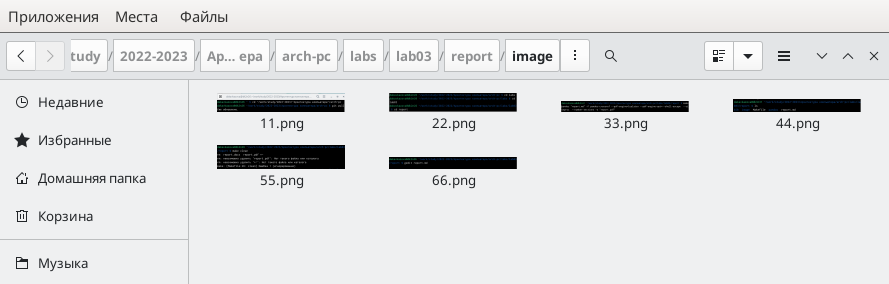 Приложения Места Файлы
tudy / 2022-2023 / Ар… ера / arch-pc / labs / lab03 / report / image
Недавние
Избранные
Домашняя папка
Корзина
Музыка
11.png 22.png 33.png 44.png
55.png 66.png